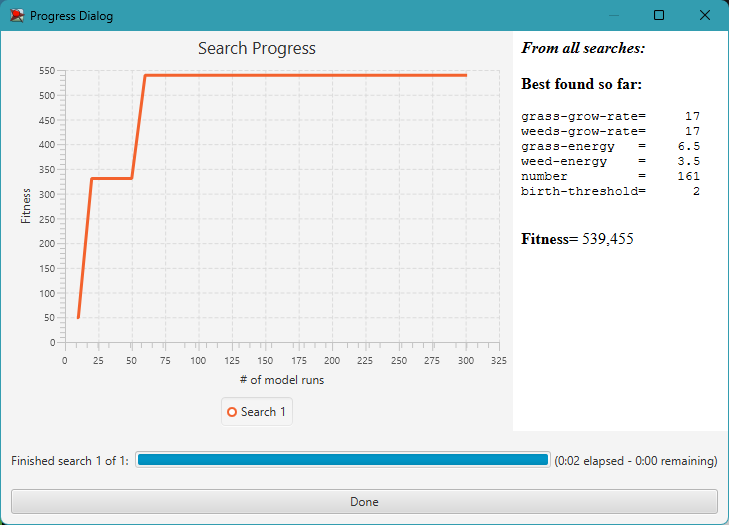 Progress Dialog
Search Progress
Fitness
550
500
450
400
350
300
250
200
150
100
50
0
0 25 50 75 100 125 150 175 200 225 250 275 300 325
# of model runs
Search 1
From all searches:
Best found so far:
grass-grow-rate= 17
weeds-grow-rate= 17
grass-energy = 6.5
weed-energy = 3.5
number = 161
birth-threshold= 2
Fitness= 539,455
Finished search 1 of 1: (0:02 elapsed - 0:00 remaining)
Done